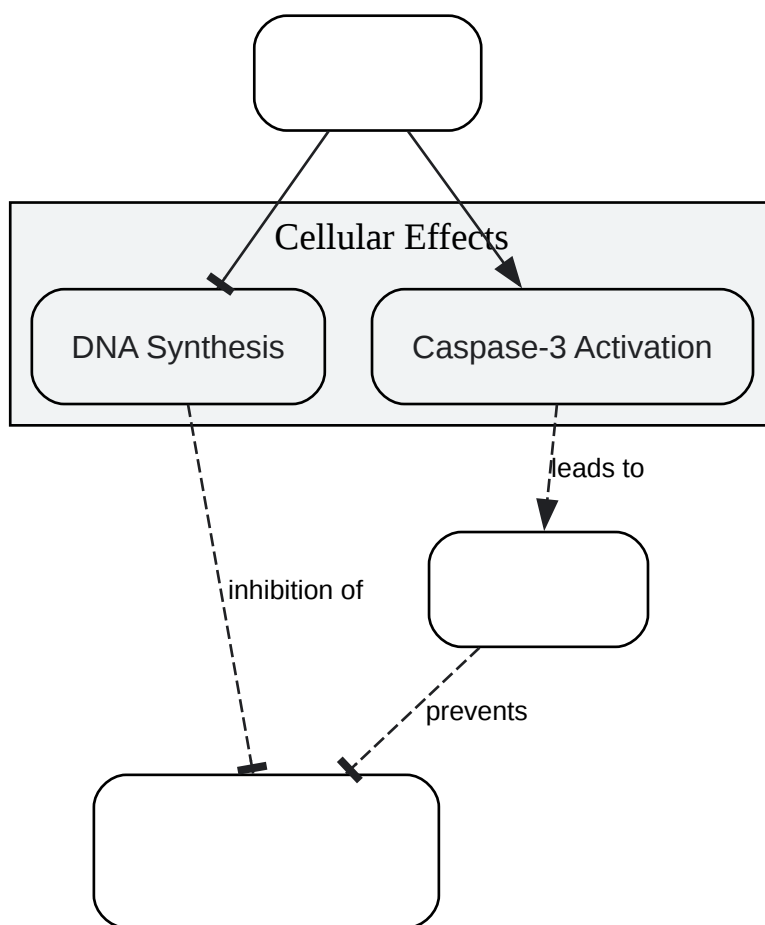 Cellular Effects
DNA Synthesis
Caspase-3 Activation
leads to
inhibition of
prevents